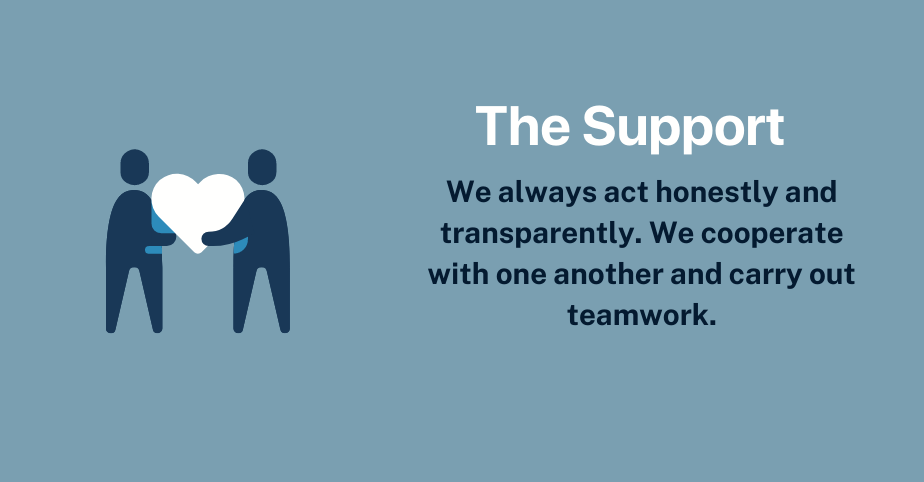 The Support
We always act honestly and
transparently. We cooperate
with one another and carry out
teamwork.